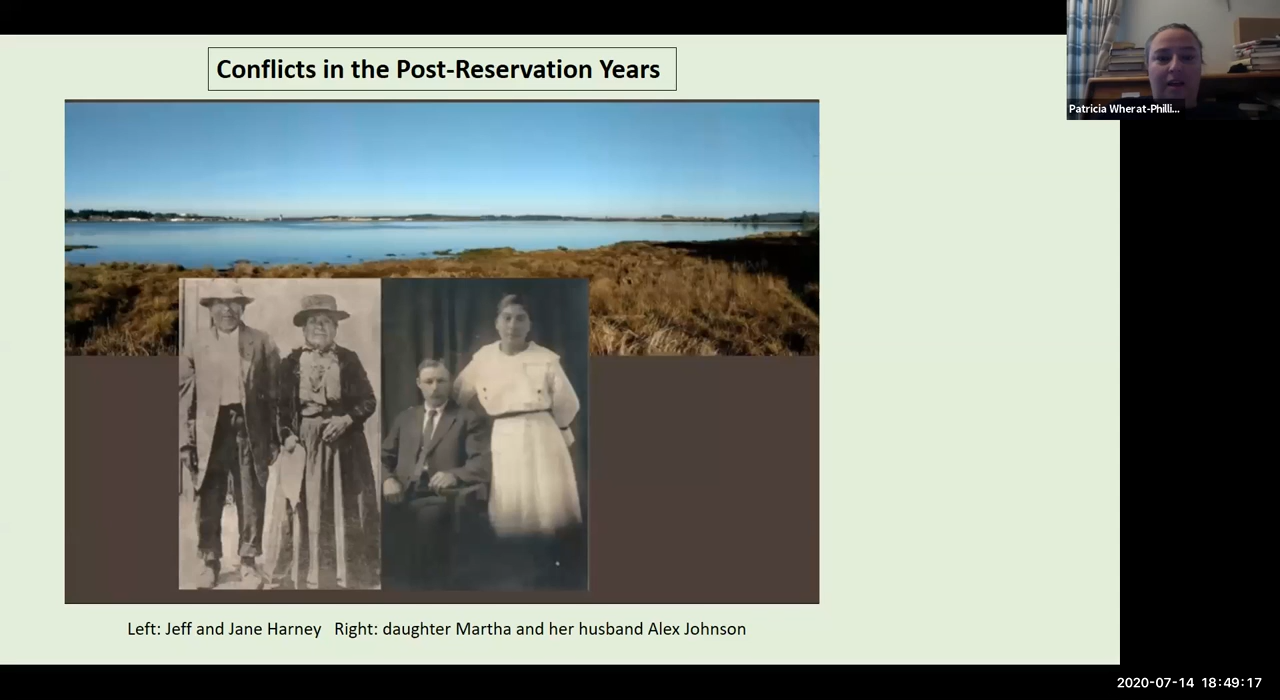 Conflicts in the Post-Reservation Years
Patricia Wherat-Philli...
Left: Jeff and Jane Harney Right: daughter Martha and her husband Alex Johnson
2020-07-14 18:49:17